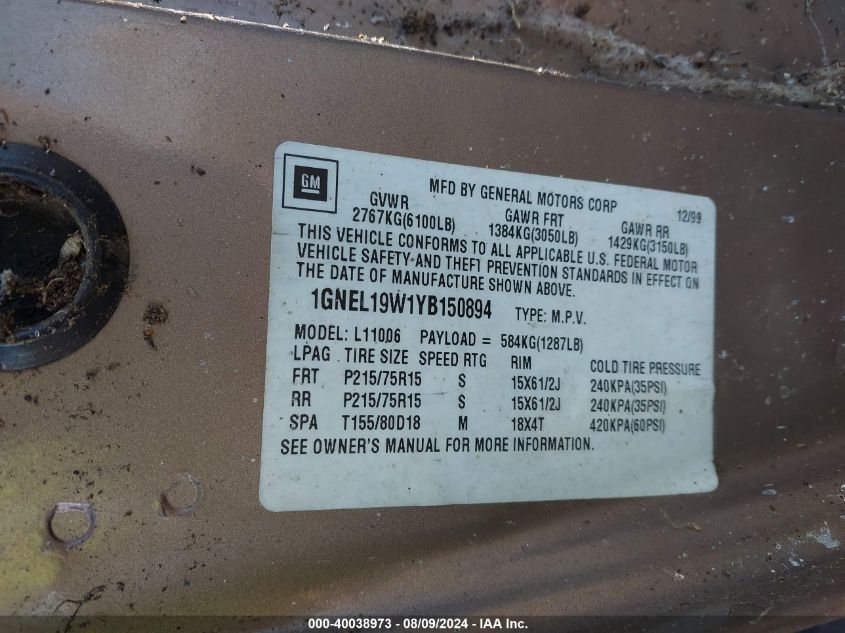 GM
MFD BY GENERAL MOTORS CORP 12/99
GVWR GAWR FRT GAWR RR
2767KG(6100LB) 1384KG(3050LB) 1429KG(3150LB)
THIS VEHICLE CONFORMS TO ALL APPLICABLE U.S. FEDERAL MOTOR
VEHICLE SAFETY AND THEFT PREVENTION STANDARDS IN EFFECT ON
THE DATE OF MANUFACTURE SHOWN ABOVE.
1GNEL19W1YB150894 TYPE: M.P.V.
MODEL: L11006 PAYLOAD = 584KG(1287LB)
LPAG TIRE SIZE SPEED RTG RIM COLD TIRE PRESSURE
FRT P215/75R15 S 15X61/2J 240KPA(35PSI)
RR P215/75R15 S 15X61/2J 240KPA(35PSI)
SPA T155/80D18 M 18X4T 420KPA(60PSI)
SEE OWNER'S MANUAL FOR MORE INFORMATION.
000-40038973 - 08/09/2024 - IAA Inc.